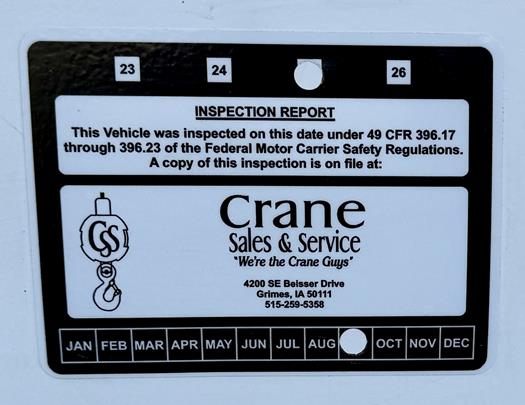 23 24 26
INSPECTION REPORT
This Vehicle was inspected on this date under 49 CFR 396.17
through 396.23 of the Federal Motor Carrier Safety Regulations.
A copy of this inspection is on file at:
CSSI
Crane
Sales & Service
"We're the Crane Guys"
4200 SE Beisser Drive
Grimes, IA 50111
515-259-5358
JAN FEB MAR APR MAY JUN JUL AUG OCT NOV DEC